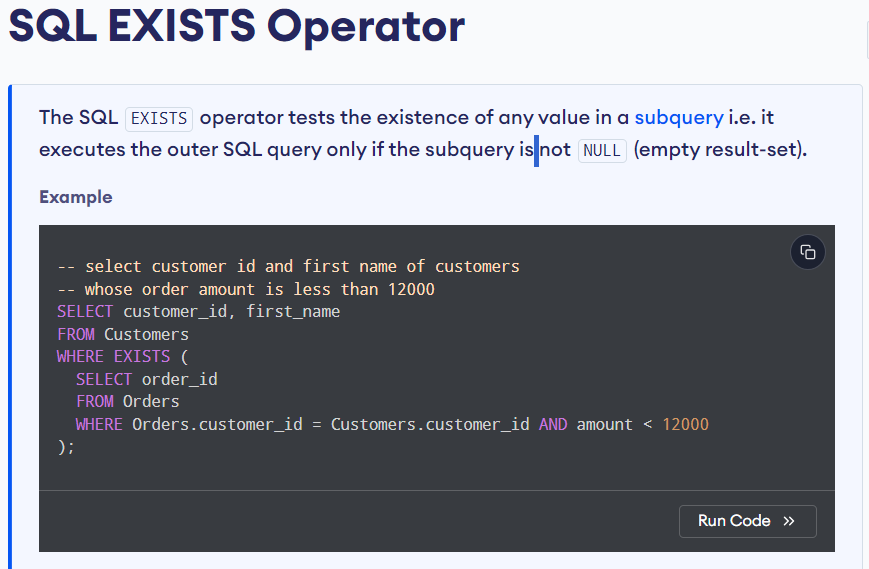 SQL EXISTS Operator
The SQL EXISTS operator tests the existence of any value in a subquery i.e. it
executes the outer SQL query only if the subquery is not NULL (empty result-set).
Example
-- select customer id and first name of customers
-- whose order amount is less than 12000
SELECT customer_id, first_name
FROM Customers
WHERE EXISTS (
  SELECT order_id
  FROM Orders
  WHERE Orders.customer_id = Customers.customer_id AND amount < 12000
);
Run Code »